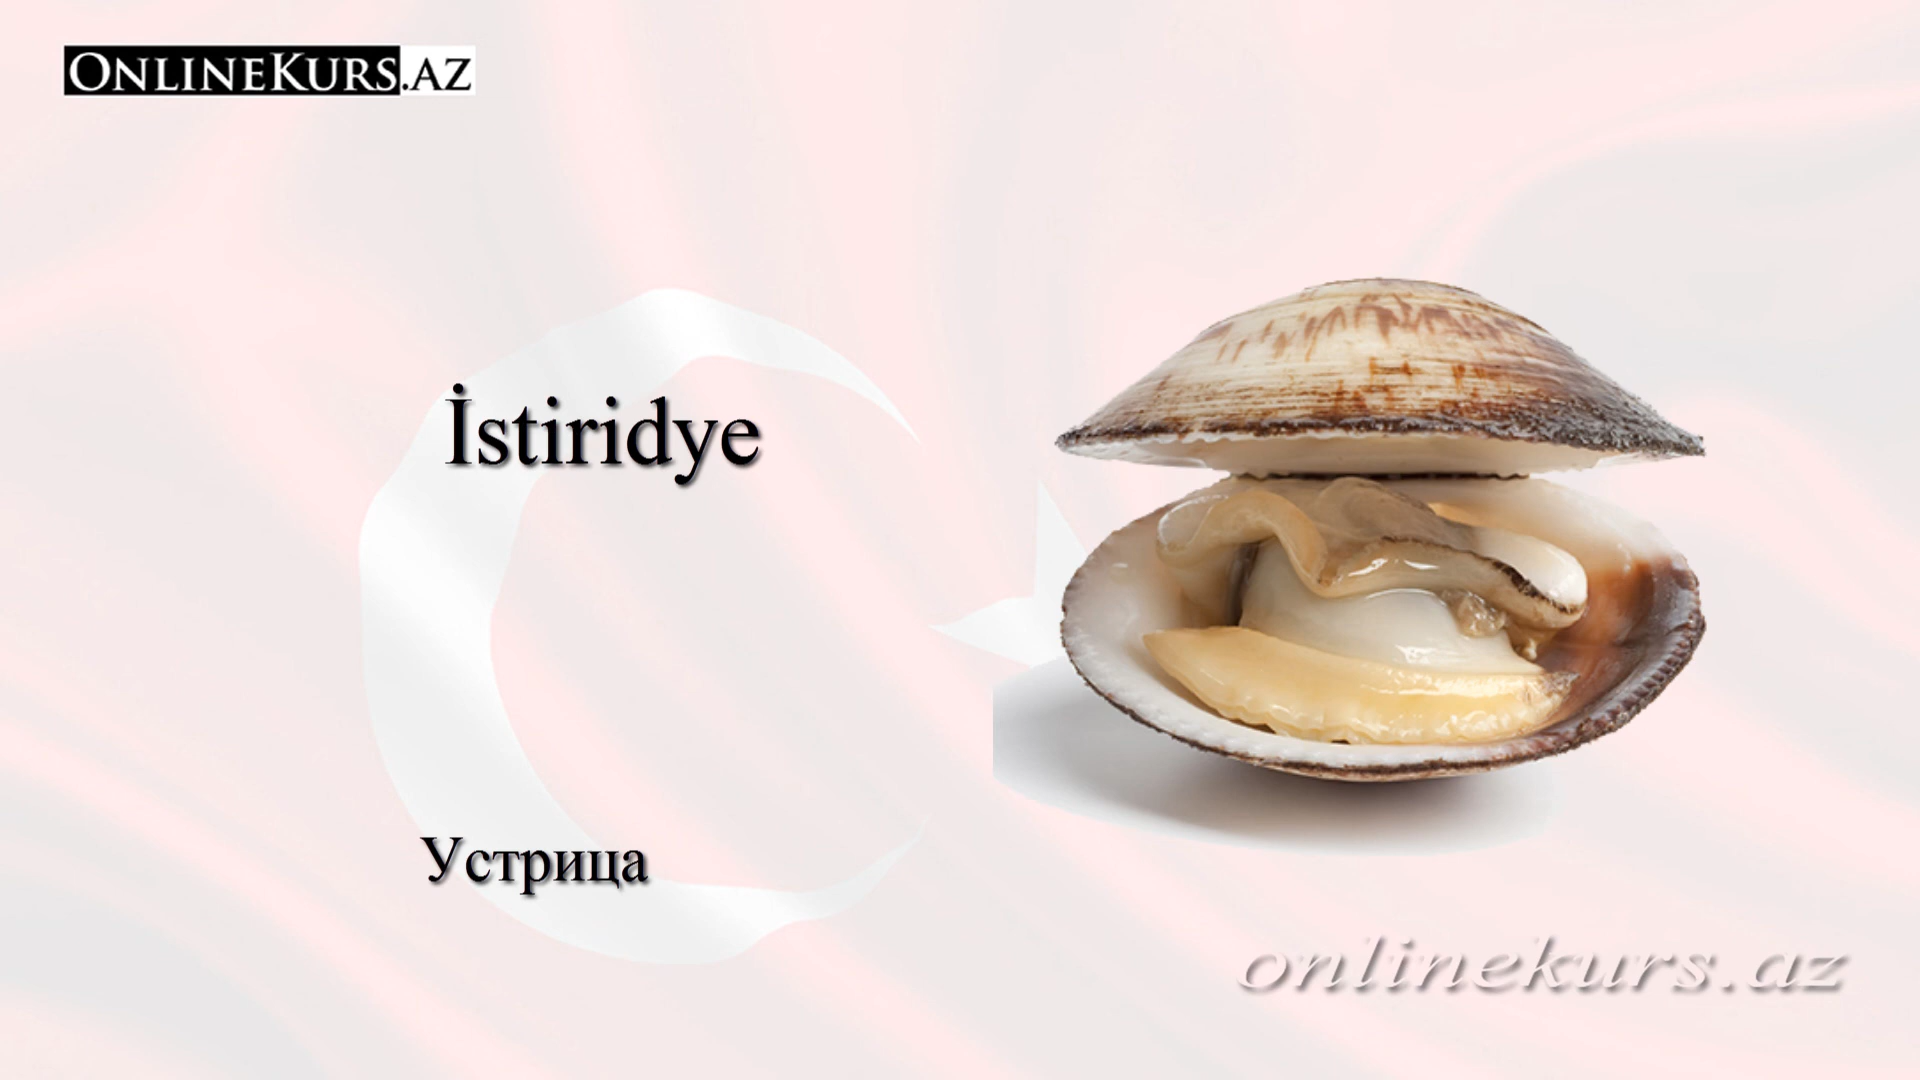 ONLINEKURS.AZ
İstiridye
Устрица
onlinekurs.az